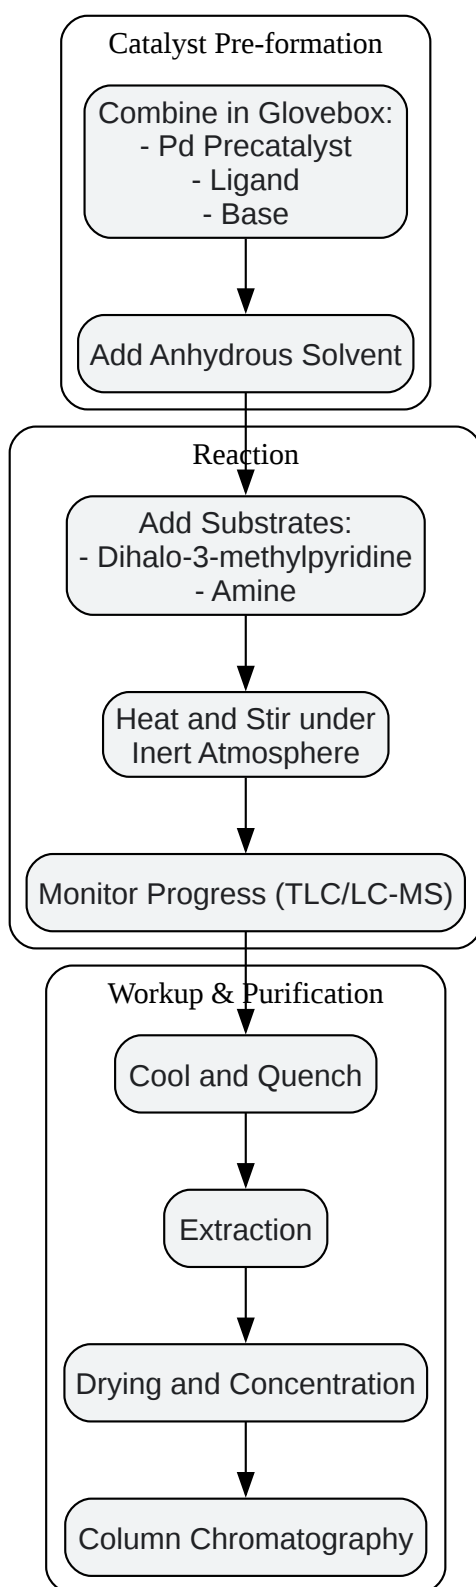 Catalyst Pre-formation
Combine in Glovebox:
- Pd Precatalyst
- Ligand
- Base
Add Anhydrous Solvent
Reaction
Add Substrates:
- Dihalo-3-methylpyridine
- Amine
Heat and Stir under
Inert Atmosphere
Monitor Progress (TLC/LC-MS)
Workup & Purification
Cool and Quench
Extraction
Drying and Concentration
Column Chromatography